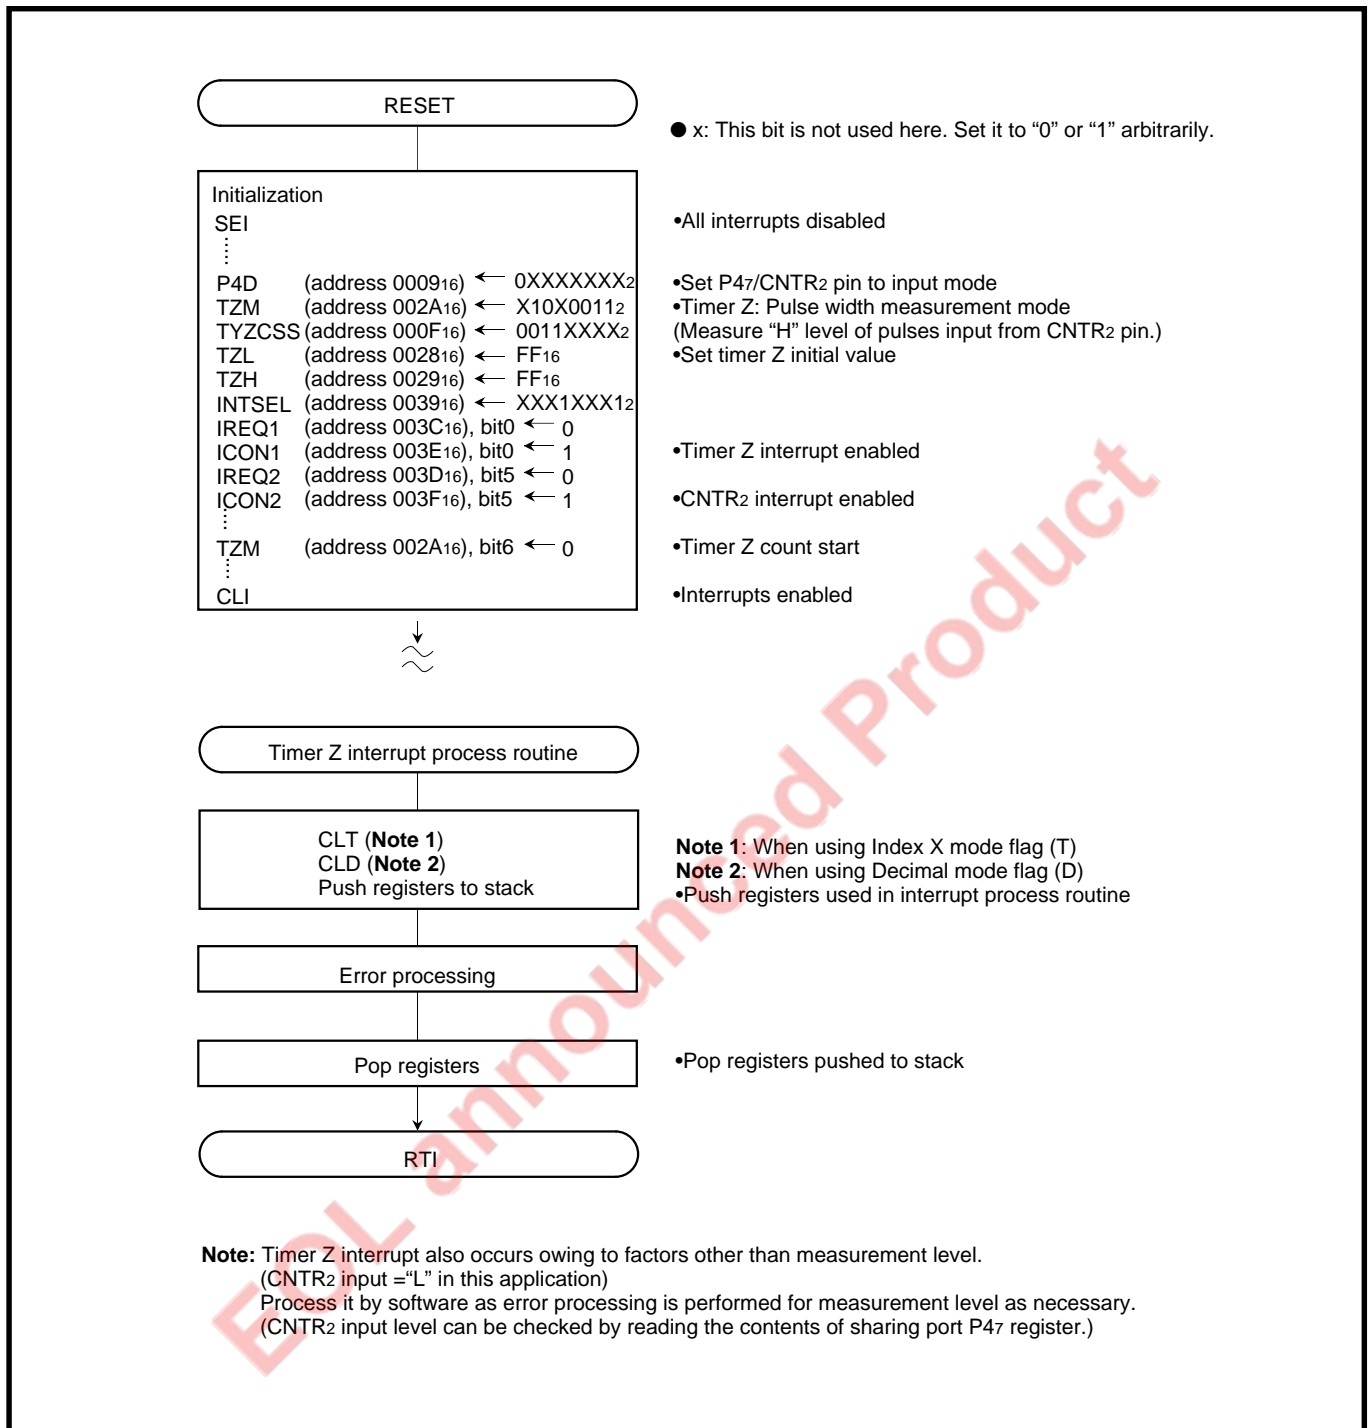 RESET
● x: This bit is not used here. Set it to “0” or “1” arbitrarily.
Initialization
SEI •All interrupts disabled
P4D (address 000916) ← 0XXXXXXX2 •Set P47/CNTR2 pin to input mode
TZM (address 002A16) ← X10X00112 •Timer Z: Pulse width measurement mode
TYZCSS (address 000F16) ← 0011XXXX2 (Measure “H” level of pulses input from CNTR2 pin.)
TZL (address 002816) ← FF16 •Set timer Z initial value
TZH (address 002916) ← FF16
INTSEL (address 003916) ← XXX1XXX12
IREQ1 (address 003C16), bit0 ← 0
ICON1 (address 003E16), bit0 ← 1 •Timer Z interrupt enabled
IREQ2 (address 003D16), bit5 ← 0
ICON2 (address 003F16), bit5 ← 1 •CNTR2 interrupt enabled
TZM (address 002A16), bit6 ← 0 •Timer Z count start
CLI •Interrupts enabled
Timer Z interrupt process routine
CLT (Note 1) Note 1: When using Index X mode flag (T)
CLD (Note 2) Note 2: When using Decimal mode flag (D)
Push registers to stack •Push registers used in interrupt process routine
Error processing
Pop registers •Pop registers pushed to stack
RTI
Note: Timer Z interrupt also occurs owing to factors other than measurement level.
(CNTR2 input =“L” in this application)
Process it by software as error processing is performed for measurement level as necessary.
(CNTR2 input level can be checked by reading the contents of sharing port P47 register.)
EOL announced Product